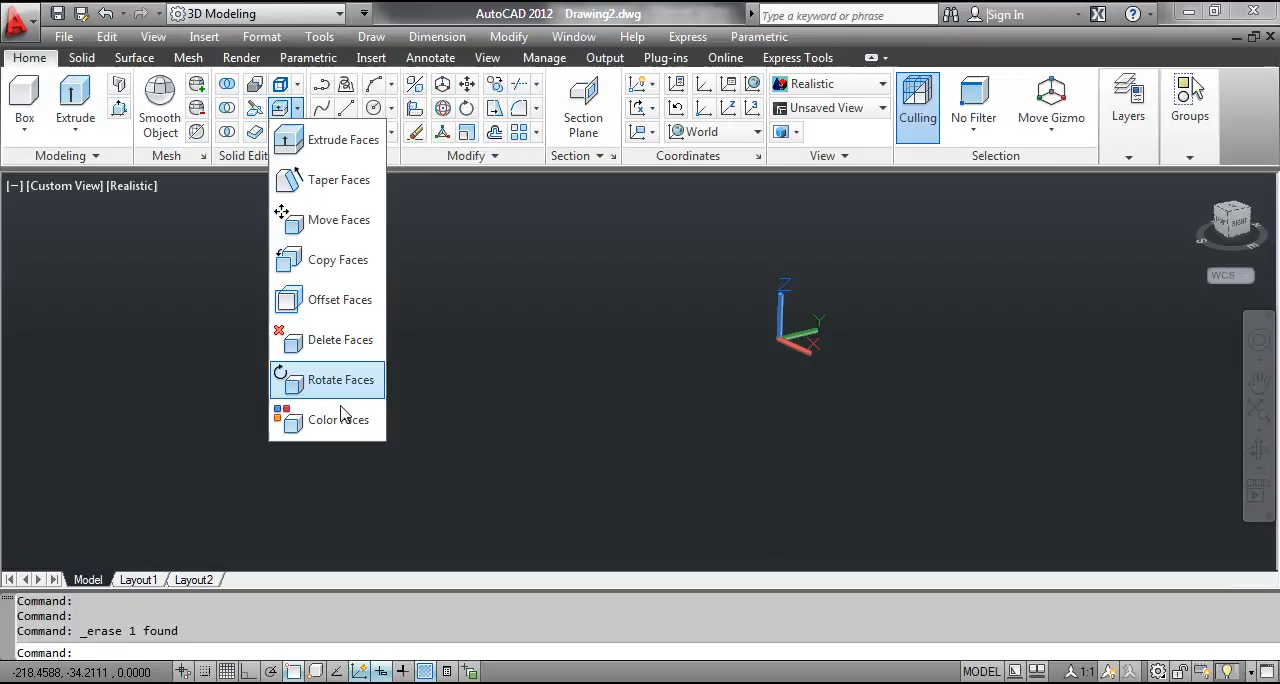 3D Modeling
AutoCAD 2012 Drawing2.dwg
Type a keyword or phrase
Sign In
File Edit View Insert Format Tools Draw Dimension Modify Window Help Express Parametric
Home Solid Surface Mesh Render Parametric Insert Annotate View Manage Output Plug-ins Online Express Tools
Box
Extrude
Smooth
Object
Section
Plane
Realistic
Unsaved View
World
Culling
No Filter
Move Gizmo
Layers
Groups
Modeling
Mesh
Solid Edit
Modify
Section
Coordinates
View
Selection
[−] [Custom View] [Realistic]
Extrude Faces
Taper Faces
Move Faces
Copy Faces
Offset Faces
Delete Faces
Rotate Faces
Color Faces
Z
Y
X
RIGHT
S
E
WCS
Model Layout1 Layout2
Command:
Command:
Command: _erase 1 found
Command:
-218.4588, -34.2111 , 0.0000
MODEL
1:1